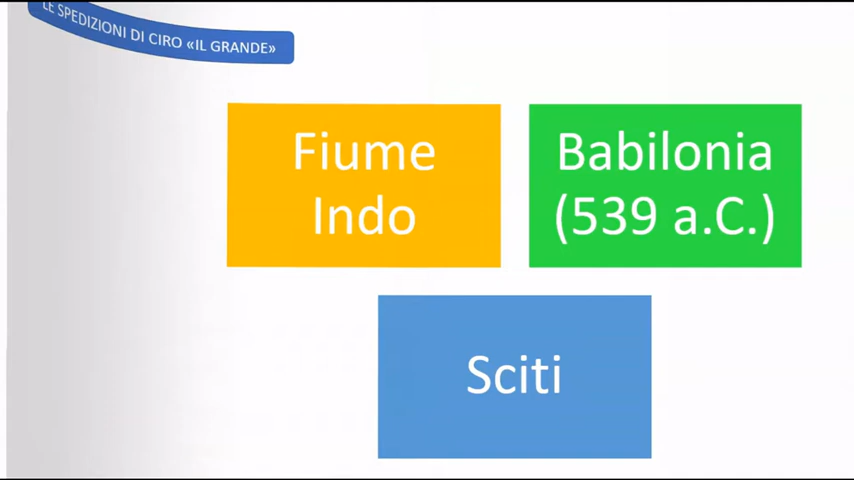 LE SPEDIZIONI DI CIRO «IL GRANDE»
Fiume
Indo
Babilonia
(539 a.C.)
Sciti